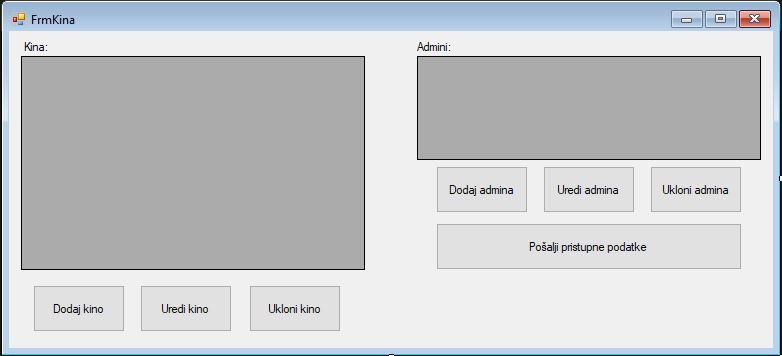 FrmKina
Kina:
Dodaj kino
Uredi kino
Ukloni kino
Admini:
Dodaj admina
Uredi admina
Ukloni admina
Pošalji pristupne podatke